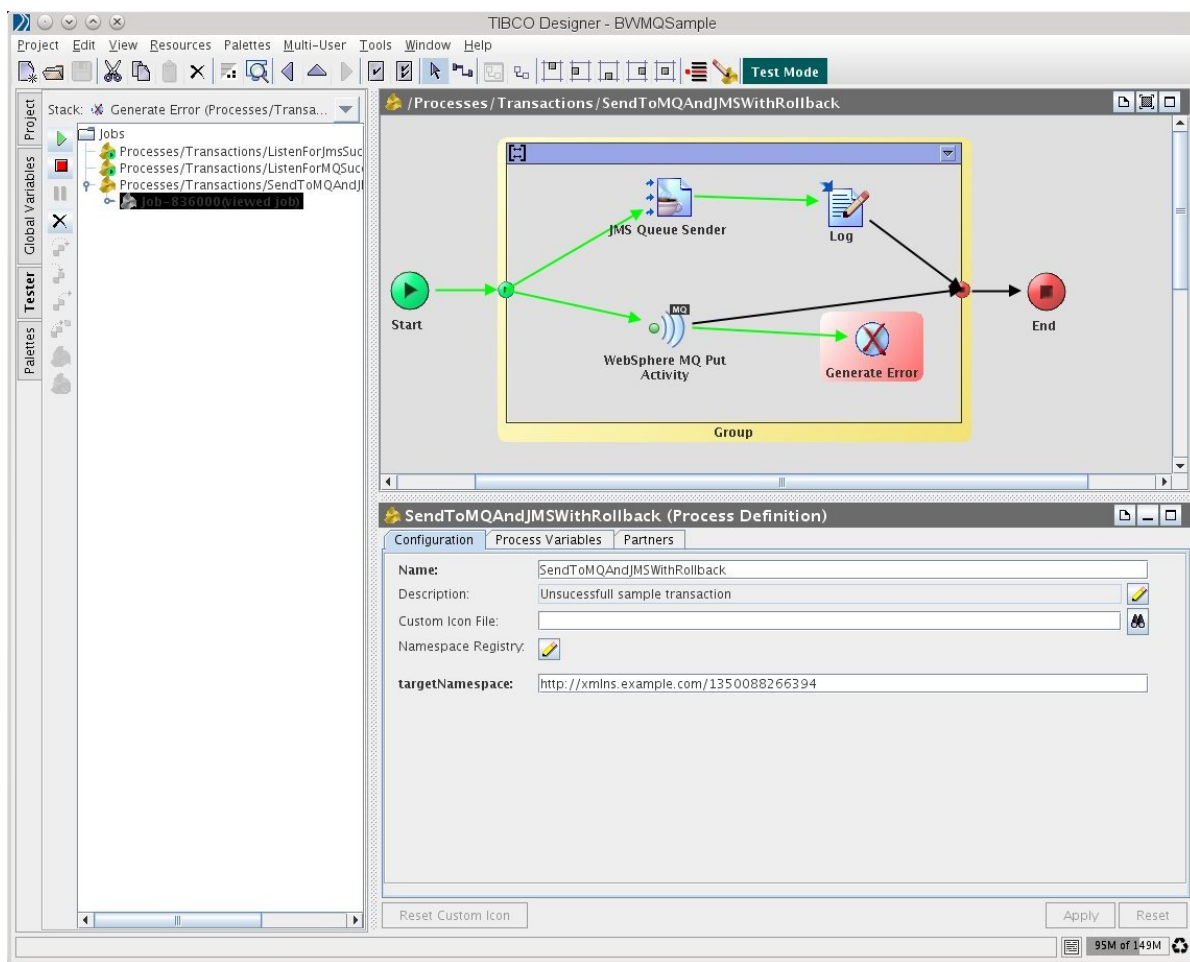 TIBCO Designer - BWMQSample
Project Edit View Resources Palettes Multi-User Tools Window Help
Test Mode
Project
Global Variables
Tester
Palettes
Stack: Generate Error (Processes/Transa...
Jobs
Processes/Transactions/ListenForJmsSuc
Processes/Transactions/ListenForMQSucc
Processes/Transactions/SendToMQAndJ
Job-836000(viewed job)
/Processes/Transactions/SendToMQAndJMSWithRollback
JMS Queue Sender
Log
Start
MQ
WebSphere MQ Put
Activity
Generate Error
End
Group
SendToMQAndJMSWithRollback (Process Definition)
Configuration Process Variables Partners
Name: SendToMQAndJMSWithRollback
Description: Unsucessfull sample transaction
Custom Icon File:
Namespace Registry:
targetNamespace: http://xmlns.example.com/1350088266394
Reset Custom Icon
Apply Reset
95M of 149M